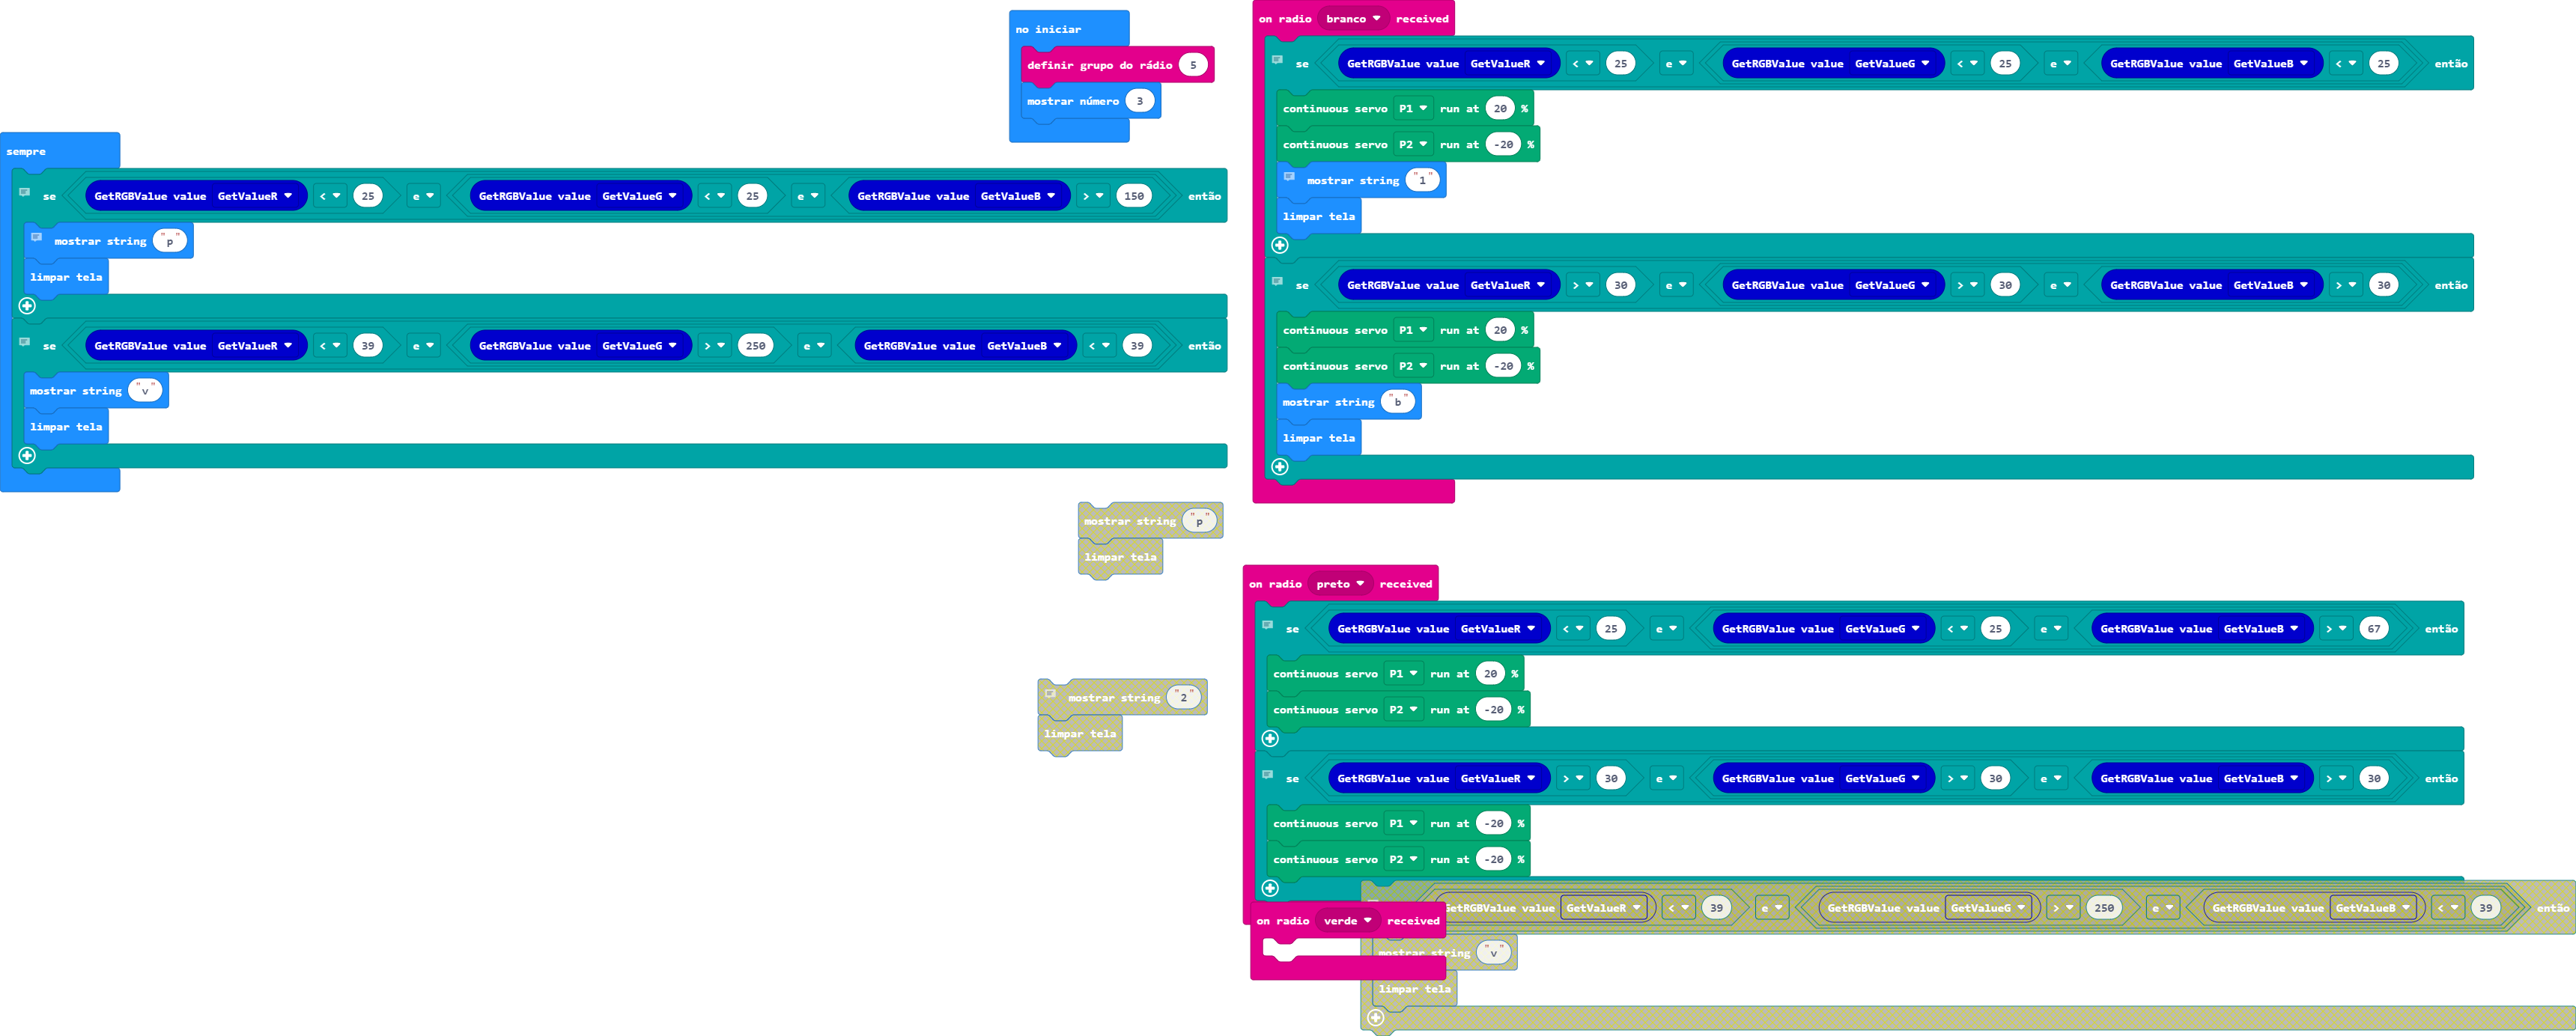 no iniciar
definir grupo do rádio 5
mostrar número 3
sempre
se GetRGBValue value GetValueR < 25 e GetRGBValue value GetValueG < 25 e GetRGBValue value GetValueB > 150 então
mostrar string "p"
limpar tela
se GetRGBValue value GetValueR < 39 e GetRGBValue value GetValueG > 250 e GetRGBValue value GetValueB < 39 então
mostrar string "v"
limpar tela
mostrar string "p"
limpar tela
mostrar string "2"
limpar tela
on radio branco received
se GetRGBValue value GetValueR < 25 e GetRGBValue value GetValueG < 25 e GetRGBValue value GetValueB < 25 então
continuous servo P1 run at 20 %
continuous servo P2 run at -20 %
mostrar string "1"
limpar tela
se GetRGBValue value GetValueR > 30 e GetRGBValue value GetValueG > 30 e GetRGBValue value GetValueB > 30 então
continuous servo P1 run at 20 %
continuous servo P2 run at -20 %
mostrar string "b"
limpar tela
on radio preto received
se GetRGBValue value GetValueR < 25 e GetRGBValue value GetValueG < 25 e GetRGBValue value GetValueB > 67 então
continuous servo P1 run at 20 %
continuous servo P2 run at -20 %
se GetRGBValue value GetValueR > 30 e GetRGBValue value GetValueG > 30 e GetRGBValue value GetValueB > 30 então
continuous servo P1 run at -20 %
continuous servo P2 run at -20 %
on radio verde received
GetRGBValue value GetValueR < 39 e GetRGBValue value GetValueG > 250 e GetRGBValue value GetValueB < 39 então
mostrar string "v"
limpar tela